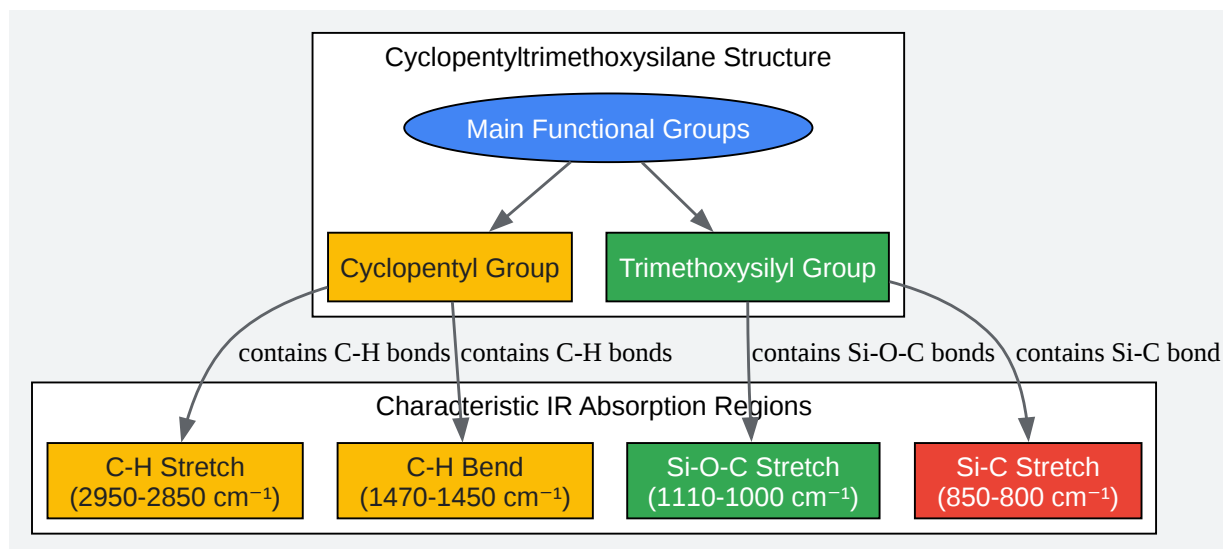 Cyclopentyltrimethoxysilane Structure
Main Functional Groups
Cyclopentyl Group
Trimethoxysilyl Group
contains C-H bonds
contains C-H bonds
contains Si-O-C bonds
contains Si-C bond
Characteristic IR Absorption Regions
C-H Stretch
(2950-2850 cm⁻¹)
C-H Bend
(1470-1450 cm⁻¹)
Si-O-C Stretch
(1110-1000 cm⁻¹)
Si-C Stretch
(850-800 cm⁻¹)